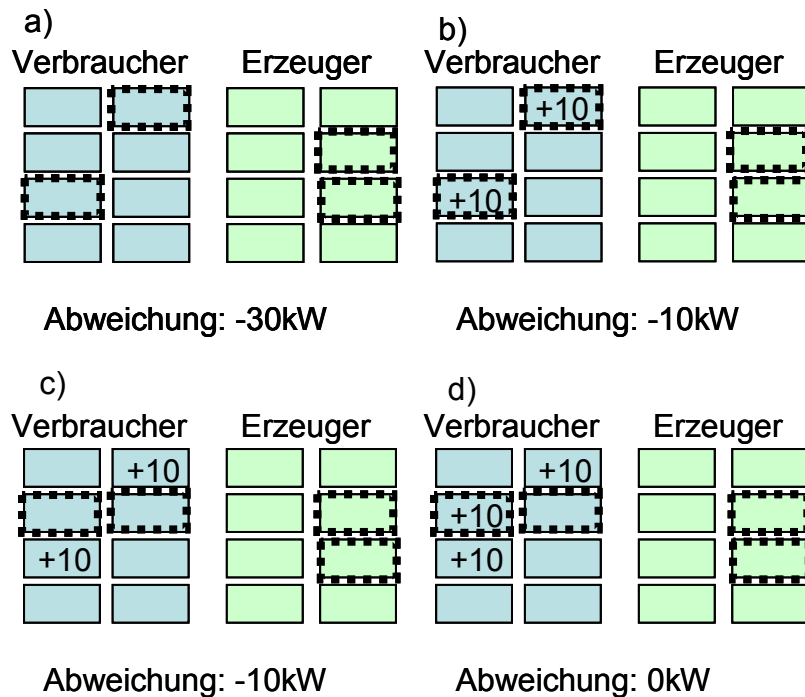 a)
Verbraucher Erzeuger
Abweichung: -30kW
b)
Verbraucher Erzeuger
+10
+10
Abweichung: -10kW
c)
Verbraucher Erzeuger
+10
+10
Abweichung: -10kW
d)
Verbraucher Erzeuger
+10
+10
+10
Abweichung: 0kW